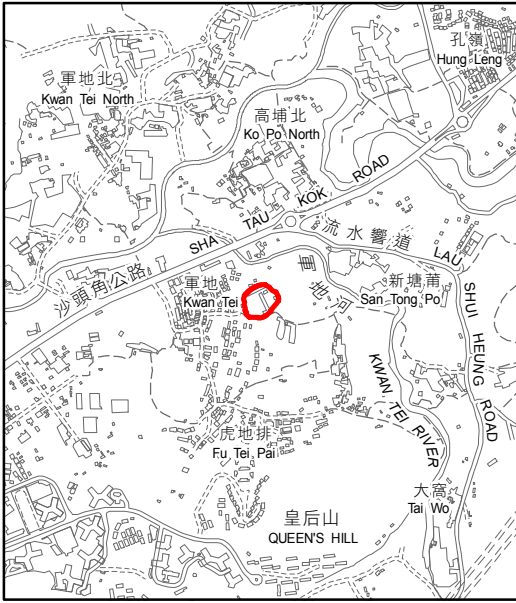 孔嶺
Hung Leng
軍地北
Kwan Tei North
高埔北
Ko Po North
SHA TAU KOK ROAD
沙頭角公路
流水響道
LAU SHUI HEUNG ROAD
軍地
Kwan Tei
軍地河
KWAN TEI RIVER
新塘莆
San Tong Po
虎地排
Fu Tei Pai
大窩
Tai Wo
皇后山
QUEEN'S HILL